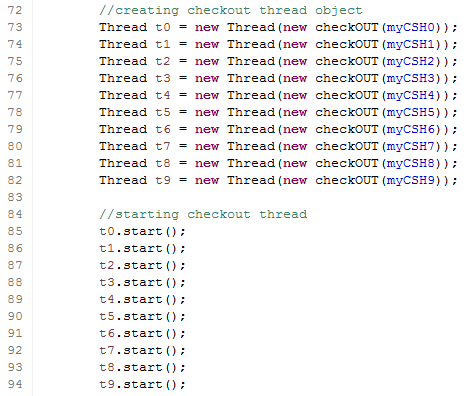 72 //creating checkout thread object
73 Thread t0 = new Thread(new checkOUT(myCSH0));
74 Thread t1 = new Thread(new checkOUT(myCSH1));
75 Thread t2 = new Thread(new checkOUT(myCSH2));
76 Thread t3 = new Thread(new checkOUT(myCSH3));
77 Thread t4 = new Thread(new checkOUT(myCSH4));
78 Thread t5 = new Thread(new checkOUT(myCSH5));
79 Thread t6 = new Thread(new checkOUT(myCSH6));
80 Thread t7 = new Thread(new checkOUT(myCSH7));
81 Thread t8 = new Thread(new checkOUT(myCSH8));
82 Thread t9 = new Thread(new checkOUT(myCSH9));
83
84 //starting checkout thread
85 t0.start();
86 t1.start();
87 t2.start();
88 t3.start();
89 t4.start();
90 t5.start();
91 t6.start();
92 t7.start();
93 t8.start();
94 t9.start();